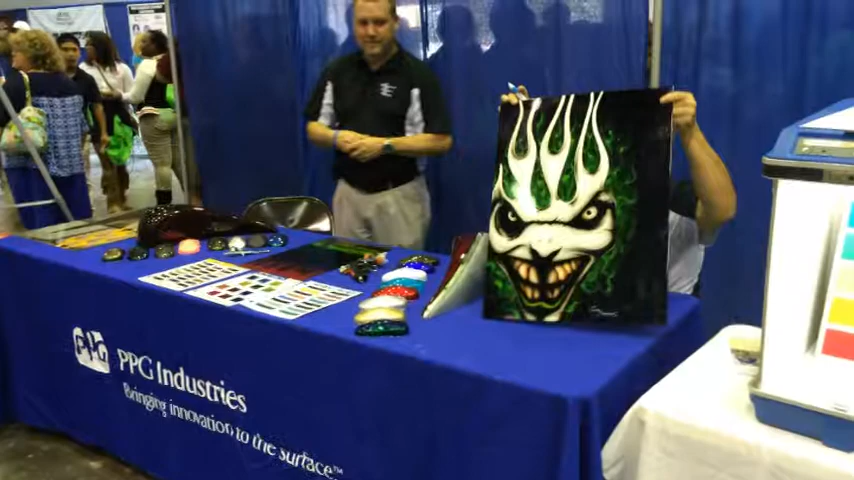 PPG
PPG Industries
Bringing innovation to the surface™